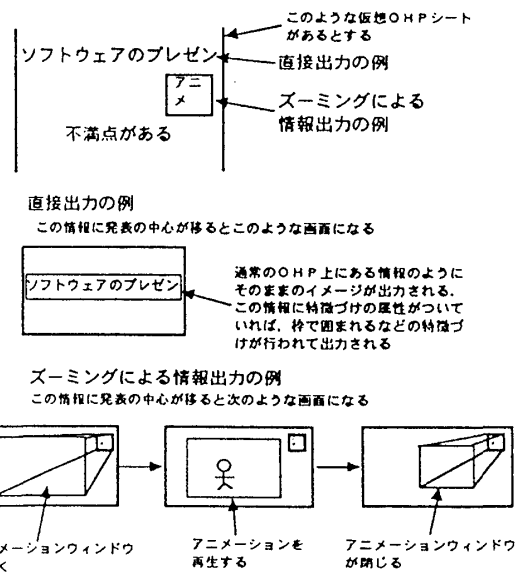 このような仮想OHPシート
があるとする
ソフトウェアのプレゼン
直接出力の例
アニ
メ
ズーミングによる
情報出力の例
不満点がある
直接出力の例
この情報に発表の中心が移るとこのような画面になる
ソフトウェアのプレゼン
通常のOHP上にある情報のように
そのままのイメージが出力される.
この情報に特徴づけの属性がついて
いれば, 枠で囲まれるなどの特徴づ
けが行われて出力される
ズーミングによる情報出力の例
この情報に発表の中心が移ると次のような画面になる
メーションウィンドウ
く
アニメーションを
再生する
アニメーションウィンドウ
が閉じる